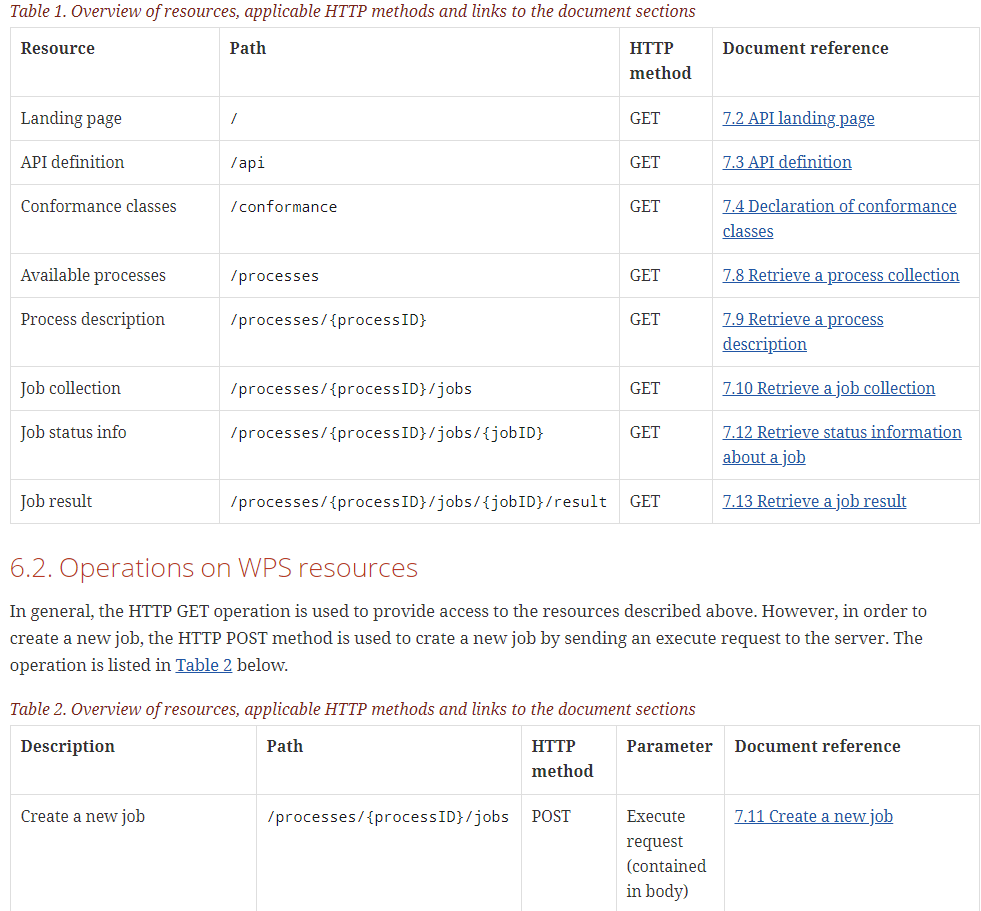 Table 1. Overview of resources, applicable HTTP methods and links to the document sections
Resource Path HTTP method Document reference
Landing page / GET 7.2 API landing page
API definition /api GET 7.3 API definition
Conformance classes /conformance GET 7.4 Declaration of conformance classes
Available processes /processes GET 7.8 Retrieve a process collection
Process description /processes/{processID} GET 7.9 Retrieve a process description
Job collection /processes/{processID}/jobs GET 7.10 Retrieve a job collection
Job status info /processes/{processID}/jobs/{jobID} GET 7.12 Retrieve status information about a job
Job result /processes/{processID}/jobs/{jobID}/result GET 7.13 Retrieve a job result
6.2. Operations on WPS resources
In general, the HTTP GET operation is used to provide access to the resources described above. However, in order to
create a new job, the HTTP POST method is used to crate a new job by sending an execute request to the server. The
operation is listed in Table 2 below.
Table 2. Overview of resources, applicable HTTP methods and links to the document sections
Description Path HTTP method Parameter Document reference
Create a new job /processes/{processID}/jobs POST Execute request (contained in body) 7.11 Create a new job